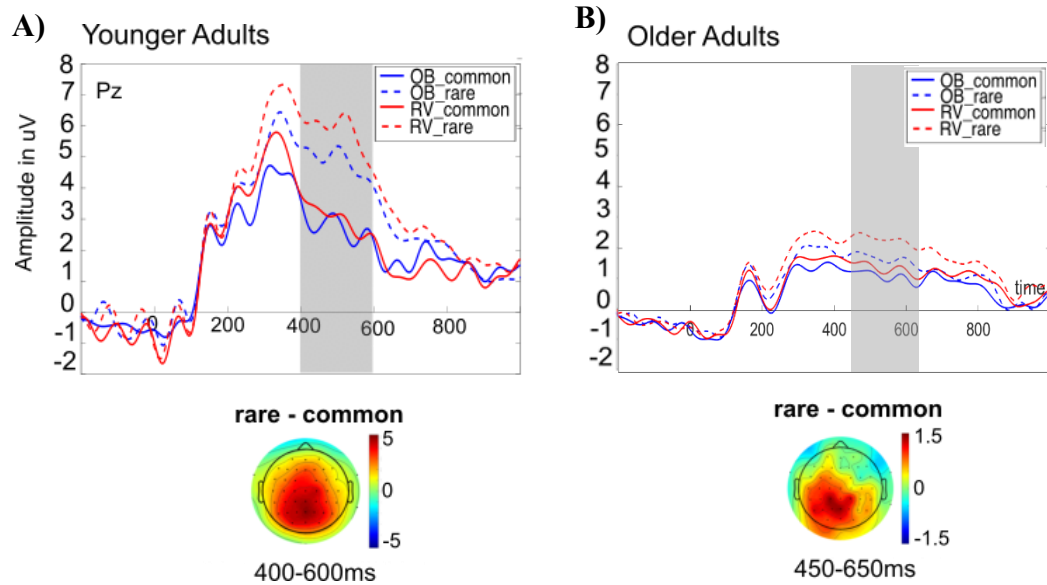 A)
Younger Adults
8
7
6
5
4
3
2
1
0
-1
-2
Amplitude in uV
Pz
OB_common
OB_rare
RV_common
RV_rare
0
200
400
600
800
rare - common
5
0
-5
400-600ms
B)
Older Adults
8
7
6
5
4
3
2
1
0
-1
-2
OB_common
OB_rare
RV_common
RV_rare
time
0
200
400
600
800
rare - common
1.5
0
-1.5
450-650ms